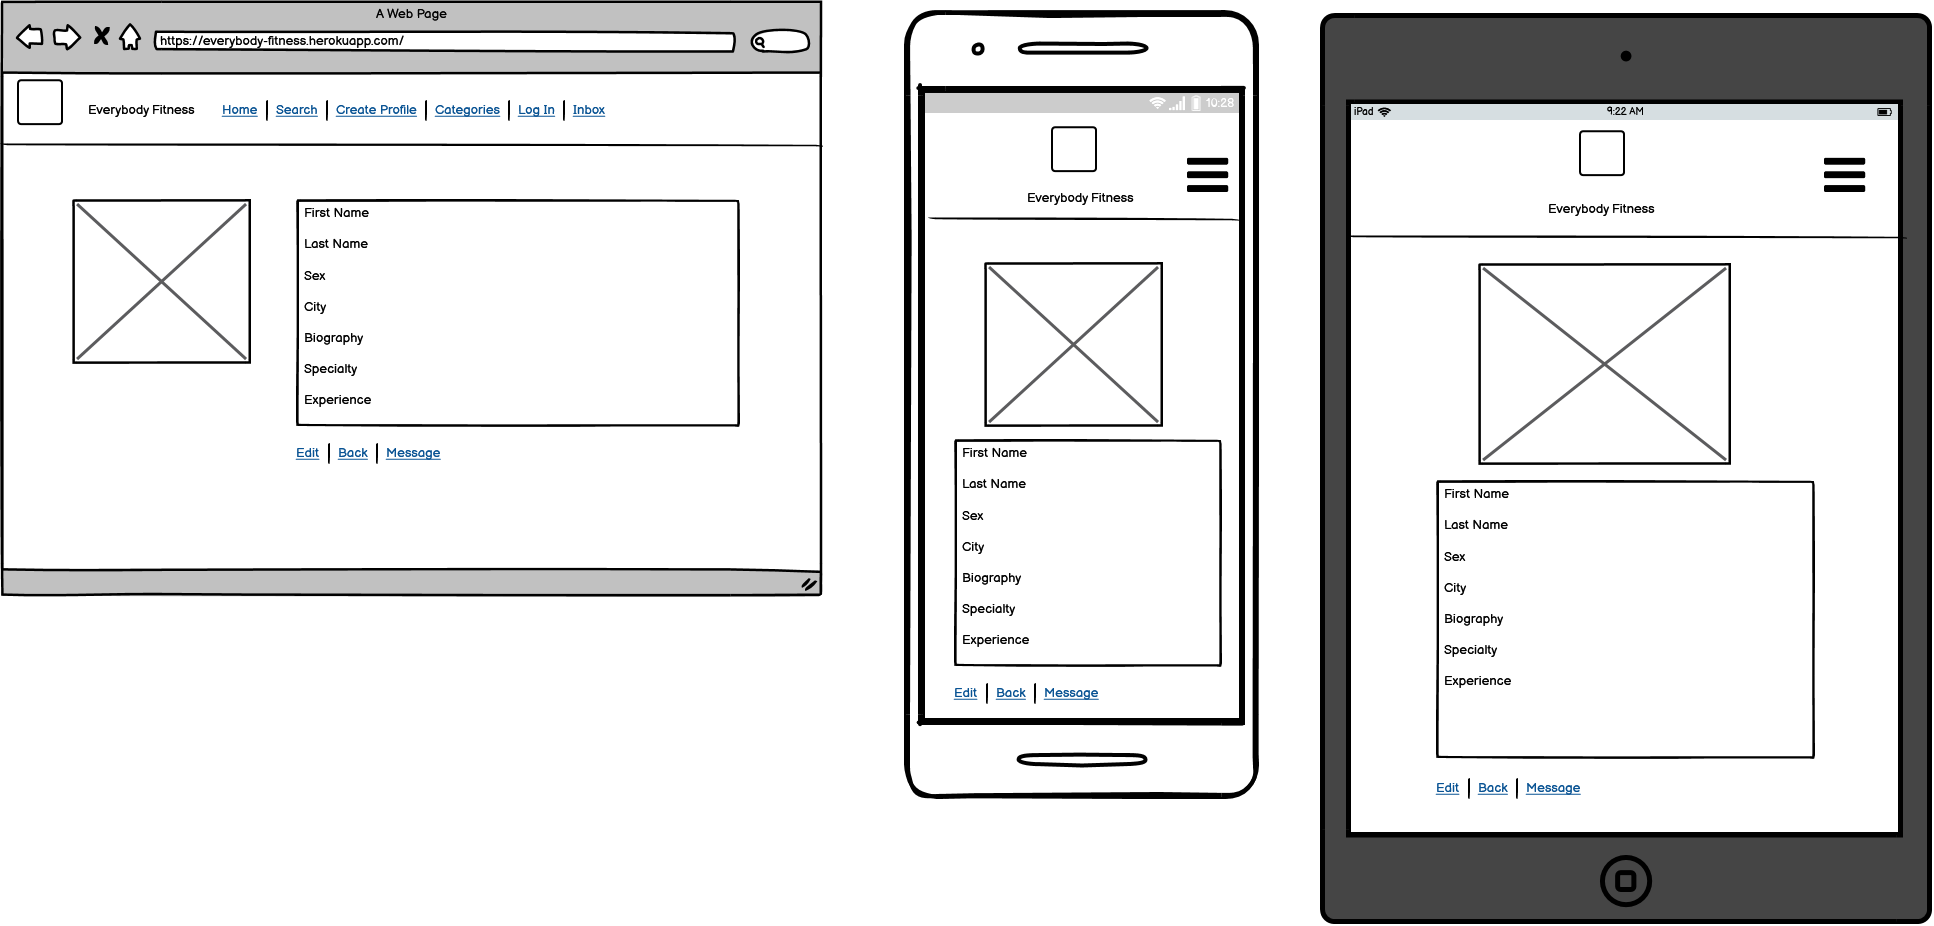 A Web Page
https://everybody-fitness.herokuapp.com/
Everybody Fitness Home Search Create Profile Categories Log In Inbox
First Name
Last Name
Sex
City
Biography
Specialty
Experience
Edit Back Message
10:28
Everybody Fitness
First Name
Last Name
Sex
City
Biography
Specialty
Experience
Edit Back Message
iPad 9:22 AM
Everybody Fitness
First Name
Last Name
Sex
City
Biography
Specialty
Experience
Edit Back Message